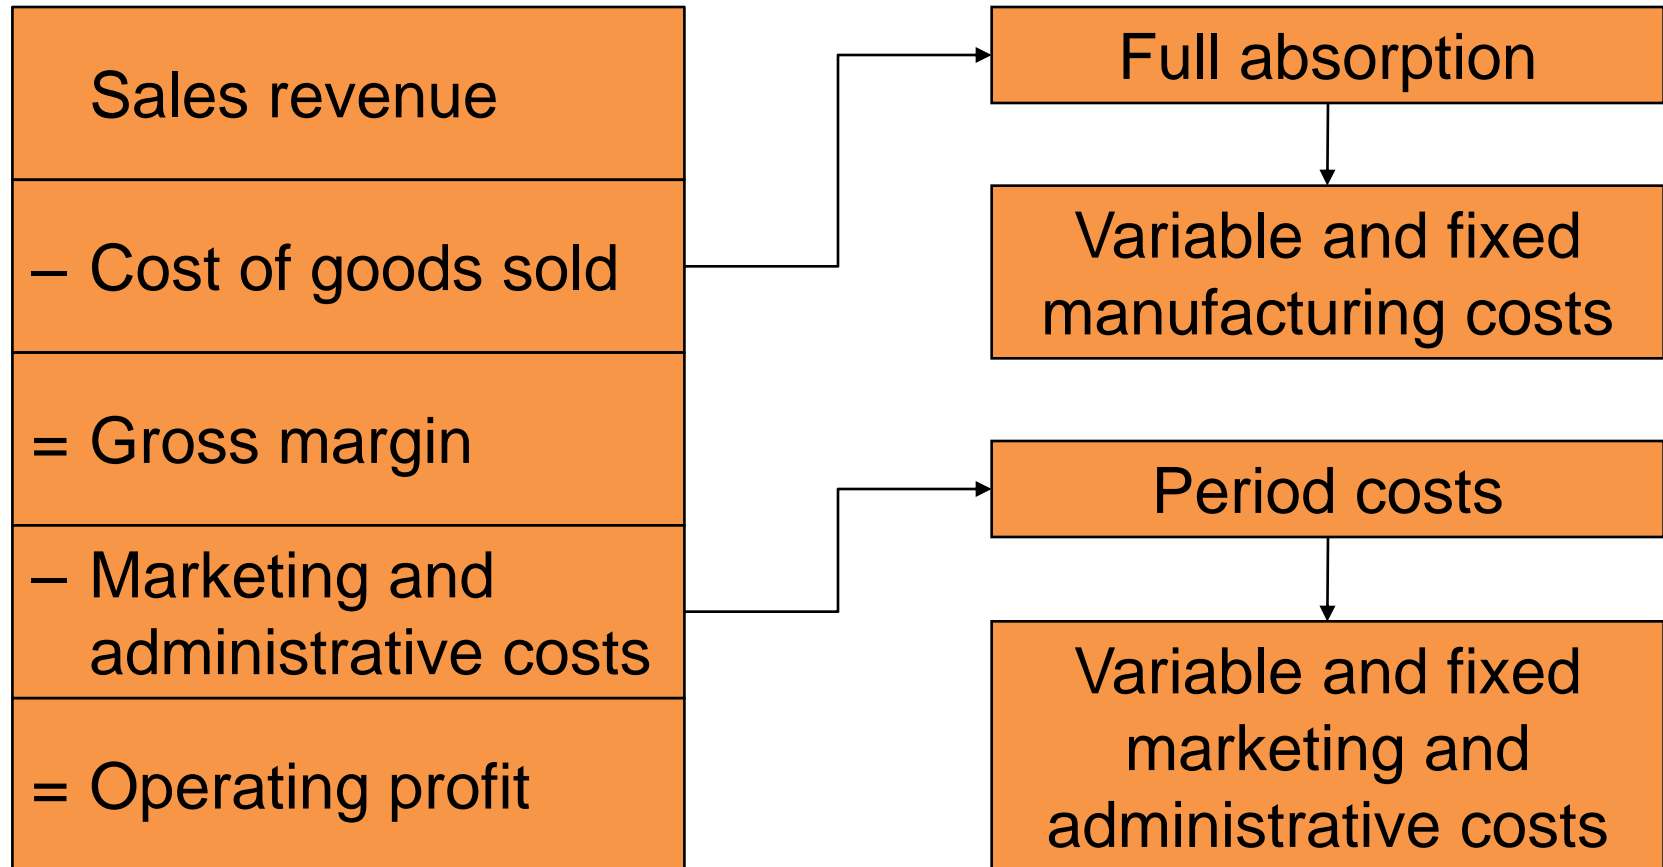 Sales revenue
– Cost of goods sold
= Gross margin
– Marketing and
administrative costs
= Operating profit
Full absorption
Variable and fixed
manufacturing costs
Period costs
Variable and fixed
marketing and
administrative costs